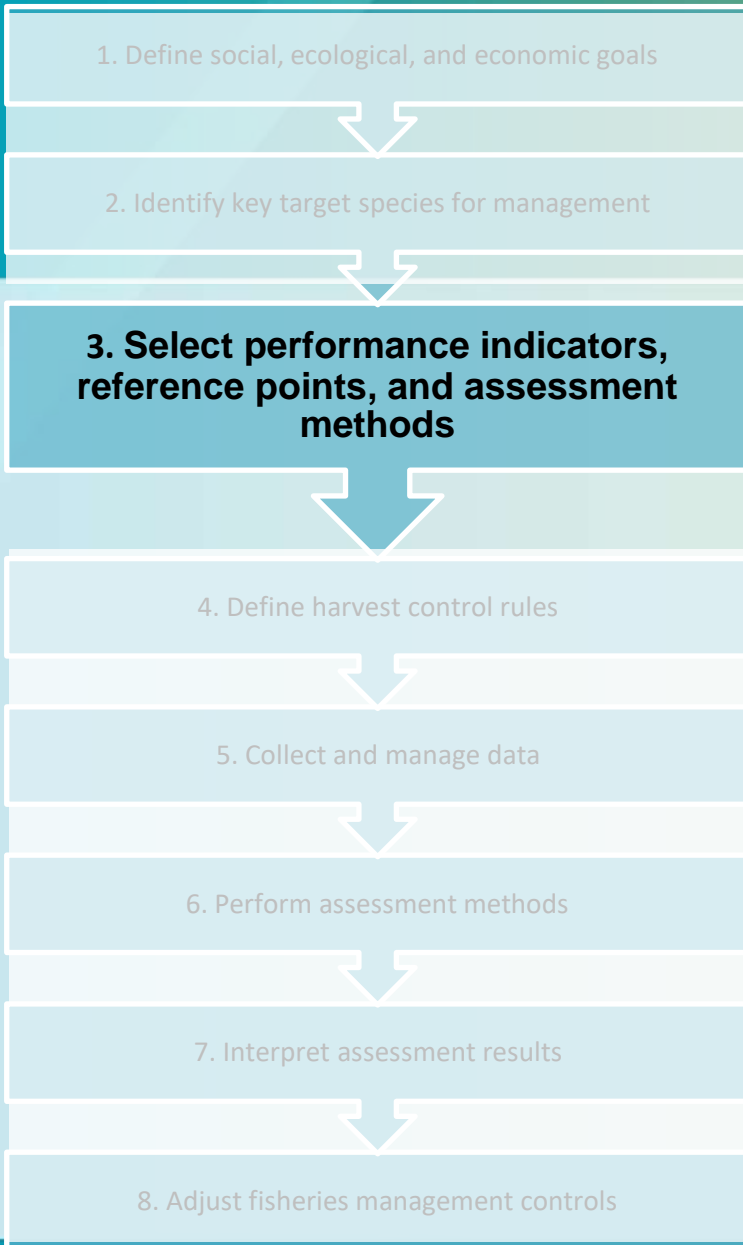 1. Define social, ecological, and economic goals
2. Identify key target species for management
3. Select performance indicators,
reference points, and assessment
methods
4. Define harvest control rules
5. Collect and manage data
6. Perform assessment methods
7. Interpret assessment results
8. Adjust fisheries management controls